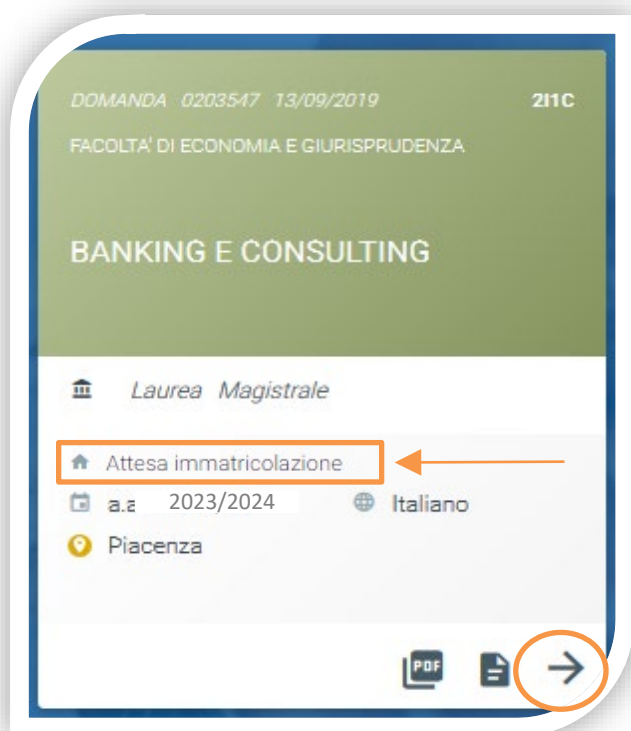 DOMANDA 0203547 13/09/2019 2I1C
FACOLTA' DI ECONOMIA E GIURISPRUDENZA
BANKING E CONSULTING
Laurea Magistrale
Attesa immatricolazione
a.a 2023/2024 Italiano
Piacenza
PDF